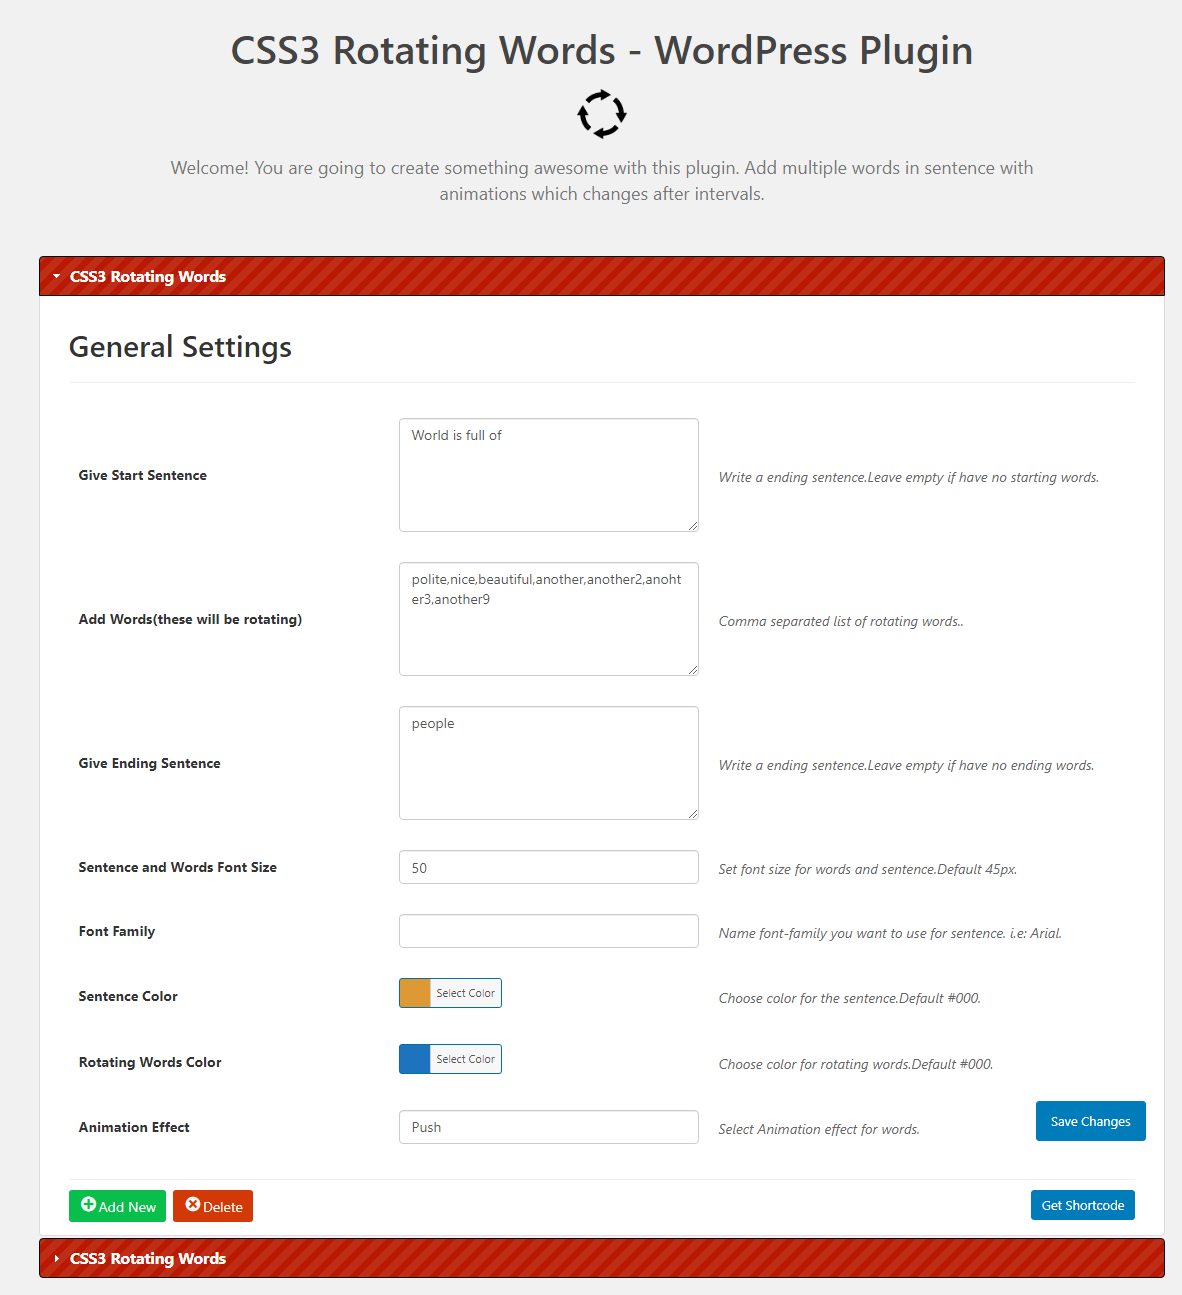 CSS3 Rotating Words - WordPress Plugin
Welcome! You are going to create something awesome with this plugin. Add multiple words in sentence with
animations which changes after intervals.
CSS3 Rotating Words
General Settings
Give Start Sentence
World is full of
Write a ending sentence.Leave empty if have no starting words.
Add Words(these will be rotating)
polite,nice,beautiful,another,another2,anoht
er3,another9
Comma separated list of rotating words..
Give Ending Sentence
people
Write a ending sentence.Leave empty if have no ending words.
Sentence and Words Font Size
50
Set font size for words and sentence.Default 45px.
Font Family
Name font-family you want to use for sentence. i.e: Arial.
Sentence Color
Select Color
Choose color for the sentence.Default #000.
Rotating Words Color
Select Color
Choose color for rotating words.Default #000.
Animation Effect
Push
Select Animation effect for words.
Save Changes
Add New
Delete
Get Shortcode
CSS3 Rotating Words